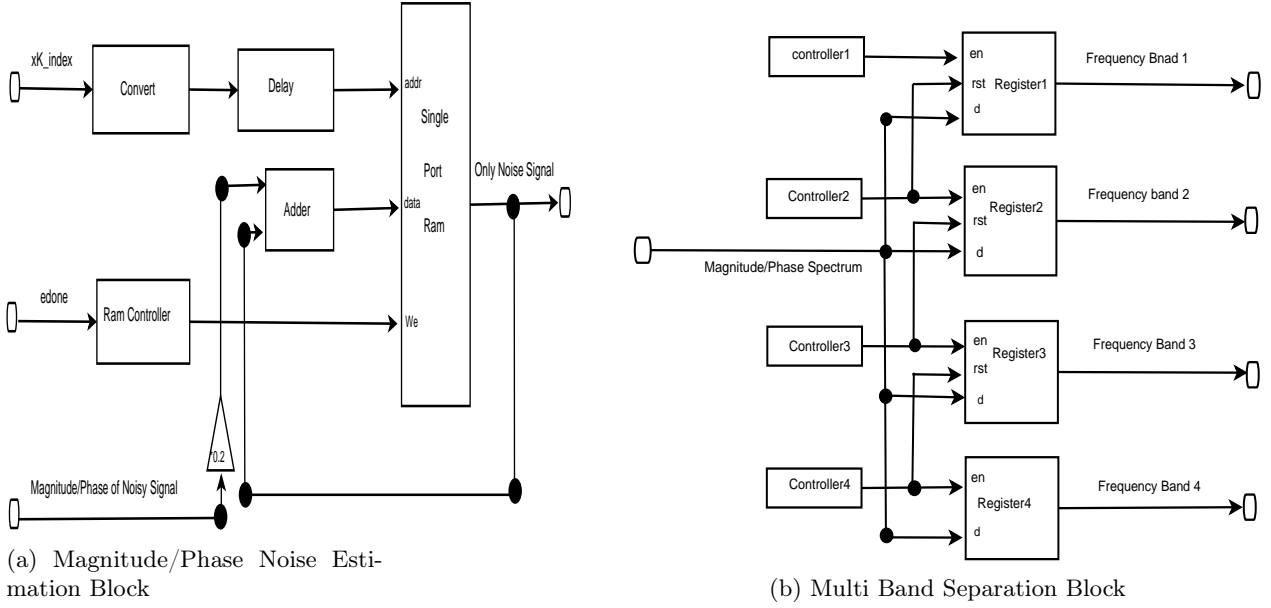 xK_index
Convert
Delay
addr
Single
Port
Ram
data
We
Only Noise Signal
Adder
edone
Ram Controller
*0.2
Magnitude/Phase of Noisy Signal
(a) Magnitude/Phase Noise Esti-
mation Block
controller1
en
rst
d
Register1
Frequency Bnad 1
Controller2
en
rst
d
Register2
Frequency band 2
Magnitude/Phase Spectrum
Controller3
en
rst
d
Register3
Frequency Band 3
Controller4
en
d
Register4
Frequency Band 4
(b) Multi Band Separation Block